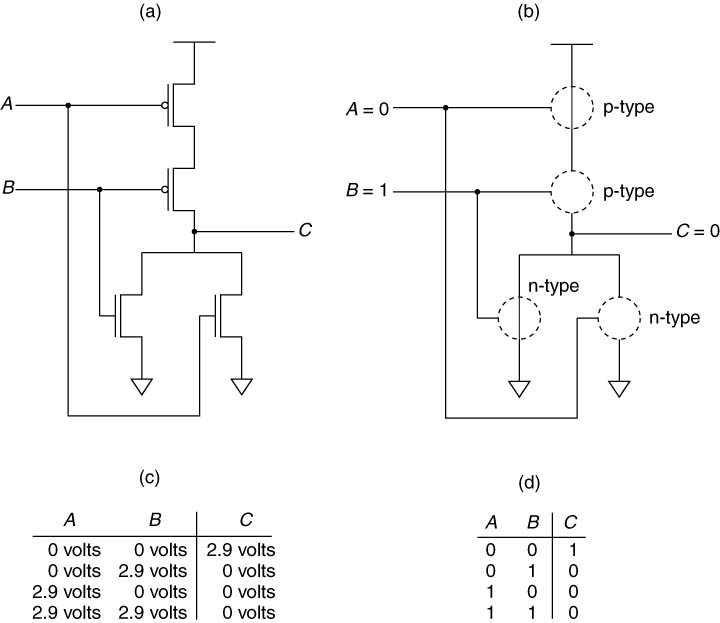 (a)
A
B
C
(b)
A = 0
p-type
B = 1
p-type
C = 0
n-type
n-type
(c)
A B C
0 volts 0 volts 2.9 volts
0 volts 2.9 volts 0 volts
2.9 volts 0 volts 0 volts
2.9 volts 2.9 volts 0 volts
(d)
A B C
0 0 1
0 1 0
1 0 0
1 1 0